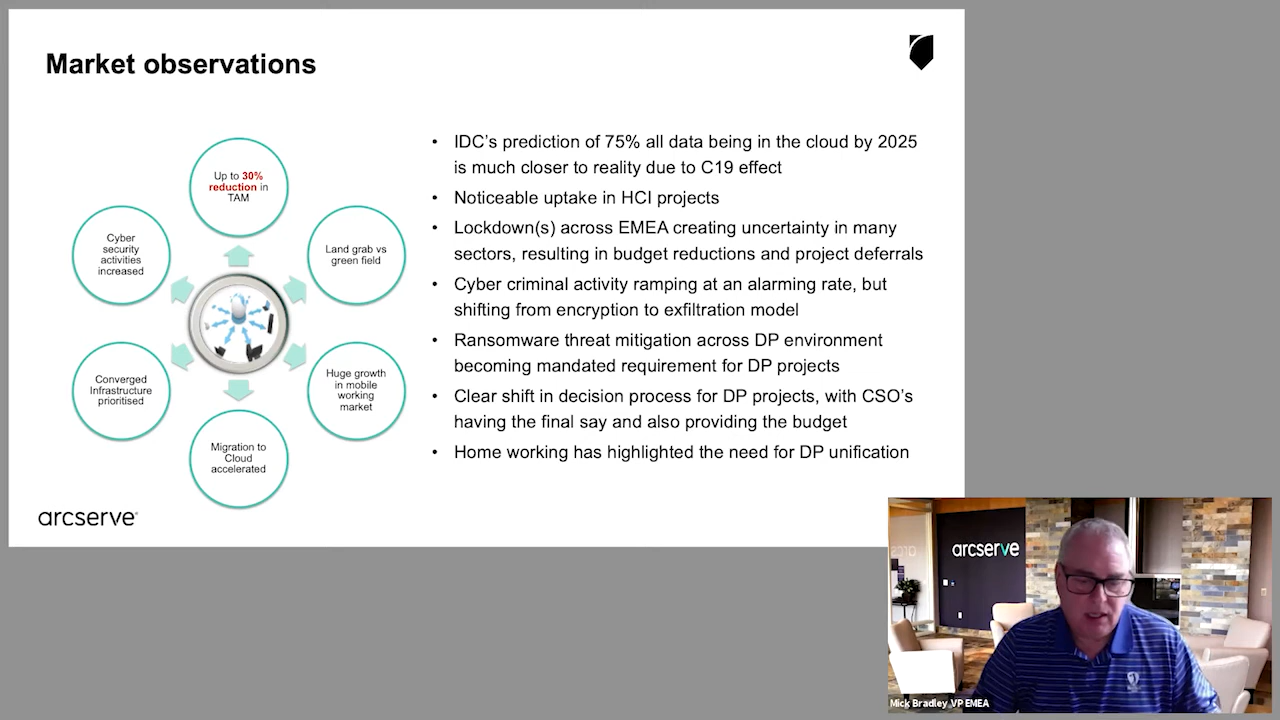 Market observations
Up to 30%
reduction in
TAM
Cyber
security
activities
increased
Land grab vs
green field
Converged
Infrastructure
prioritised
Huge growth
in mobile
working
market
Migration to
Cloud
accelerated
• IDC's prediction of 75% all data being in the cloud by 2025
is much closer to reality due to C19 effect
• Noticeable uptake in HCI projects
• Lockdown(s) across EMEA creating uncertainty in many
sectors, resulting in budget reductions and project deferrals
• Cyber criminal activity ramping at an alarming rate, but
shifting from encryption to exfiltration model
• Ransomware threat mitigation across DP environment
becoming mandated requirement for DP projects
• Clear shift in decision process for DP projects, with CSO's
having the final say and also providing the budget
• Home working has highlighted the need for DP unification
arcserve®
arcserve
Mick Bradley VP EMEA